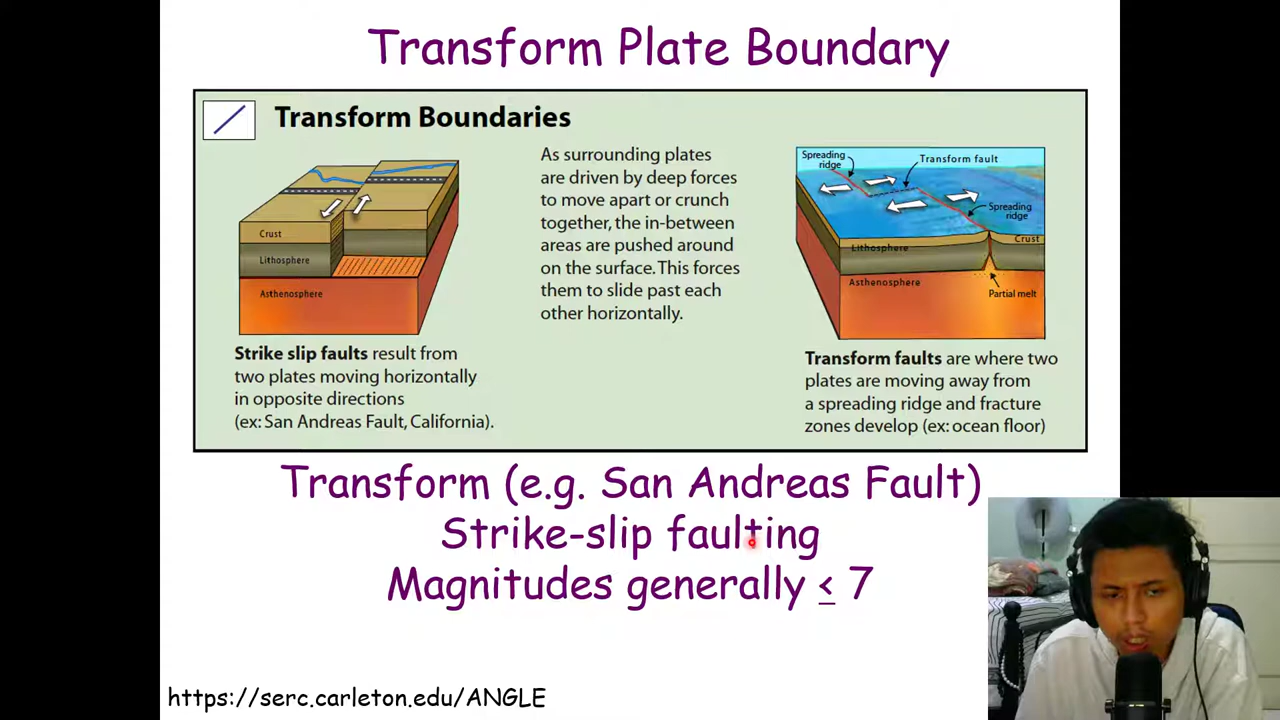 Transform Plate Boundary
Transform Boundaries
Crust
Lithosphere
Asthenosphere
Strike slip faults result from
two plates moving horizontally
in opposite directions
(ex: San Andreas Fault, California).
As surrounding plates
are driven by deep forces
to move apart or crunch
together, the in-between
areas are pushed around
on the surface. This forces
them to slide past each
other horizontally.
Spreading
ridge
Transform fault
Spreading
ridge
Lithosphere
Crust
Asthenosphere
Partial melt
Transform faults are where two
plates are moving away from
a spreading ridge and fracture
zones develop (ex: ocean floor)
Transform (e.g. San Andreas Fault)
Strike-slip faulting
Magnitudes generally ≤ 7
https://serc.carleton.edu/ANGLE